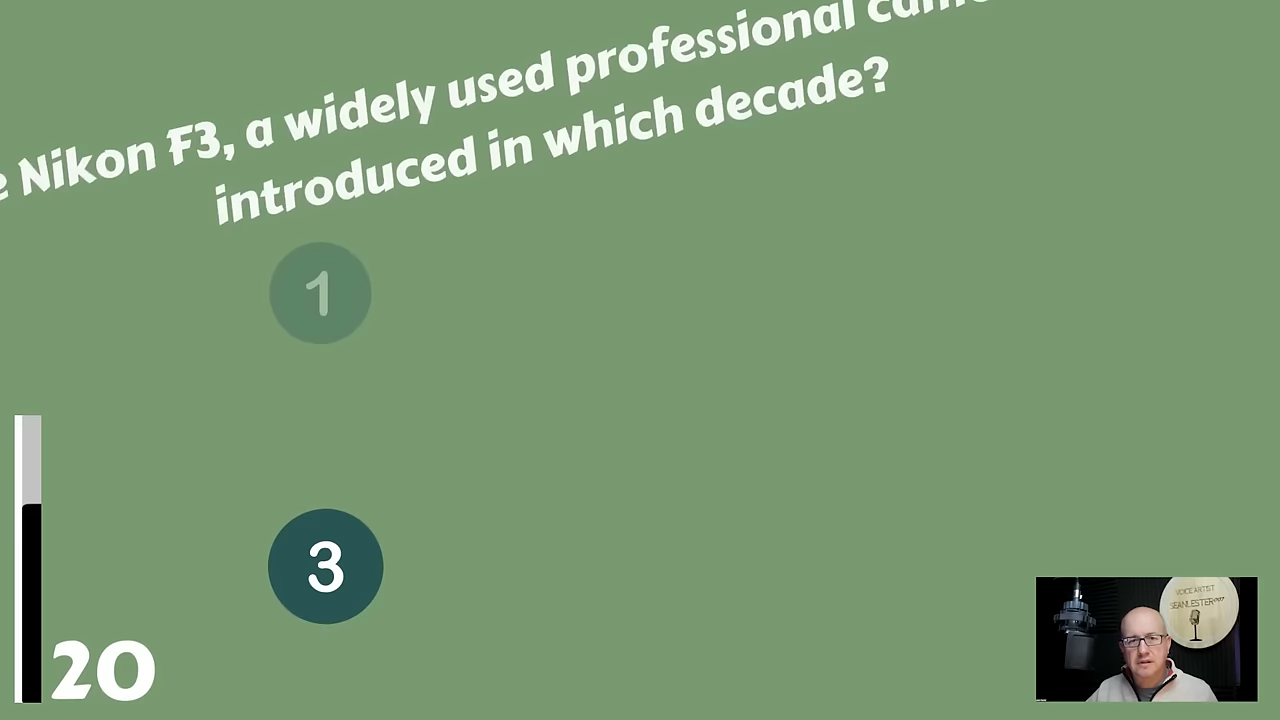 Nikon F3, a widely used professional
introduced in which decade?
1
3
20
VOICE ARTIST
SEANLESTER